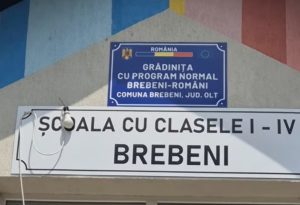 ROMÂNIA
GRĂDINIȚA
CU PROGRAM NORMAL
BREBENI-ROMÂNI
COMUNA BREBENI, JUD. OLT
ȘCOALA CU CLASELE I - IV
BREBENI